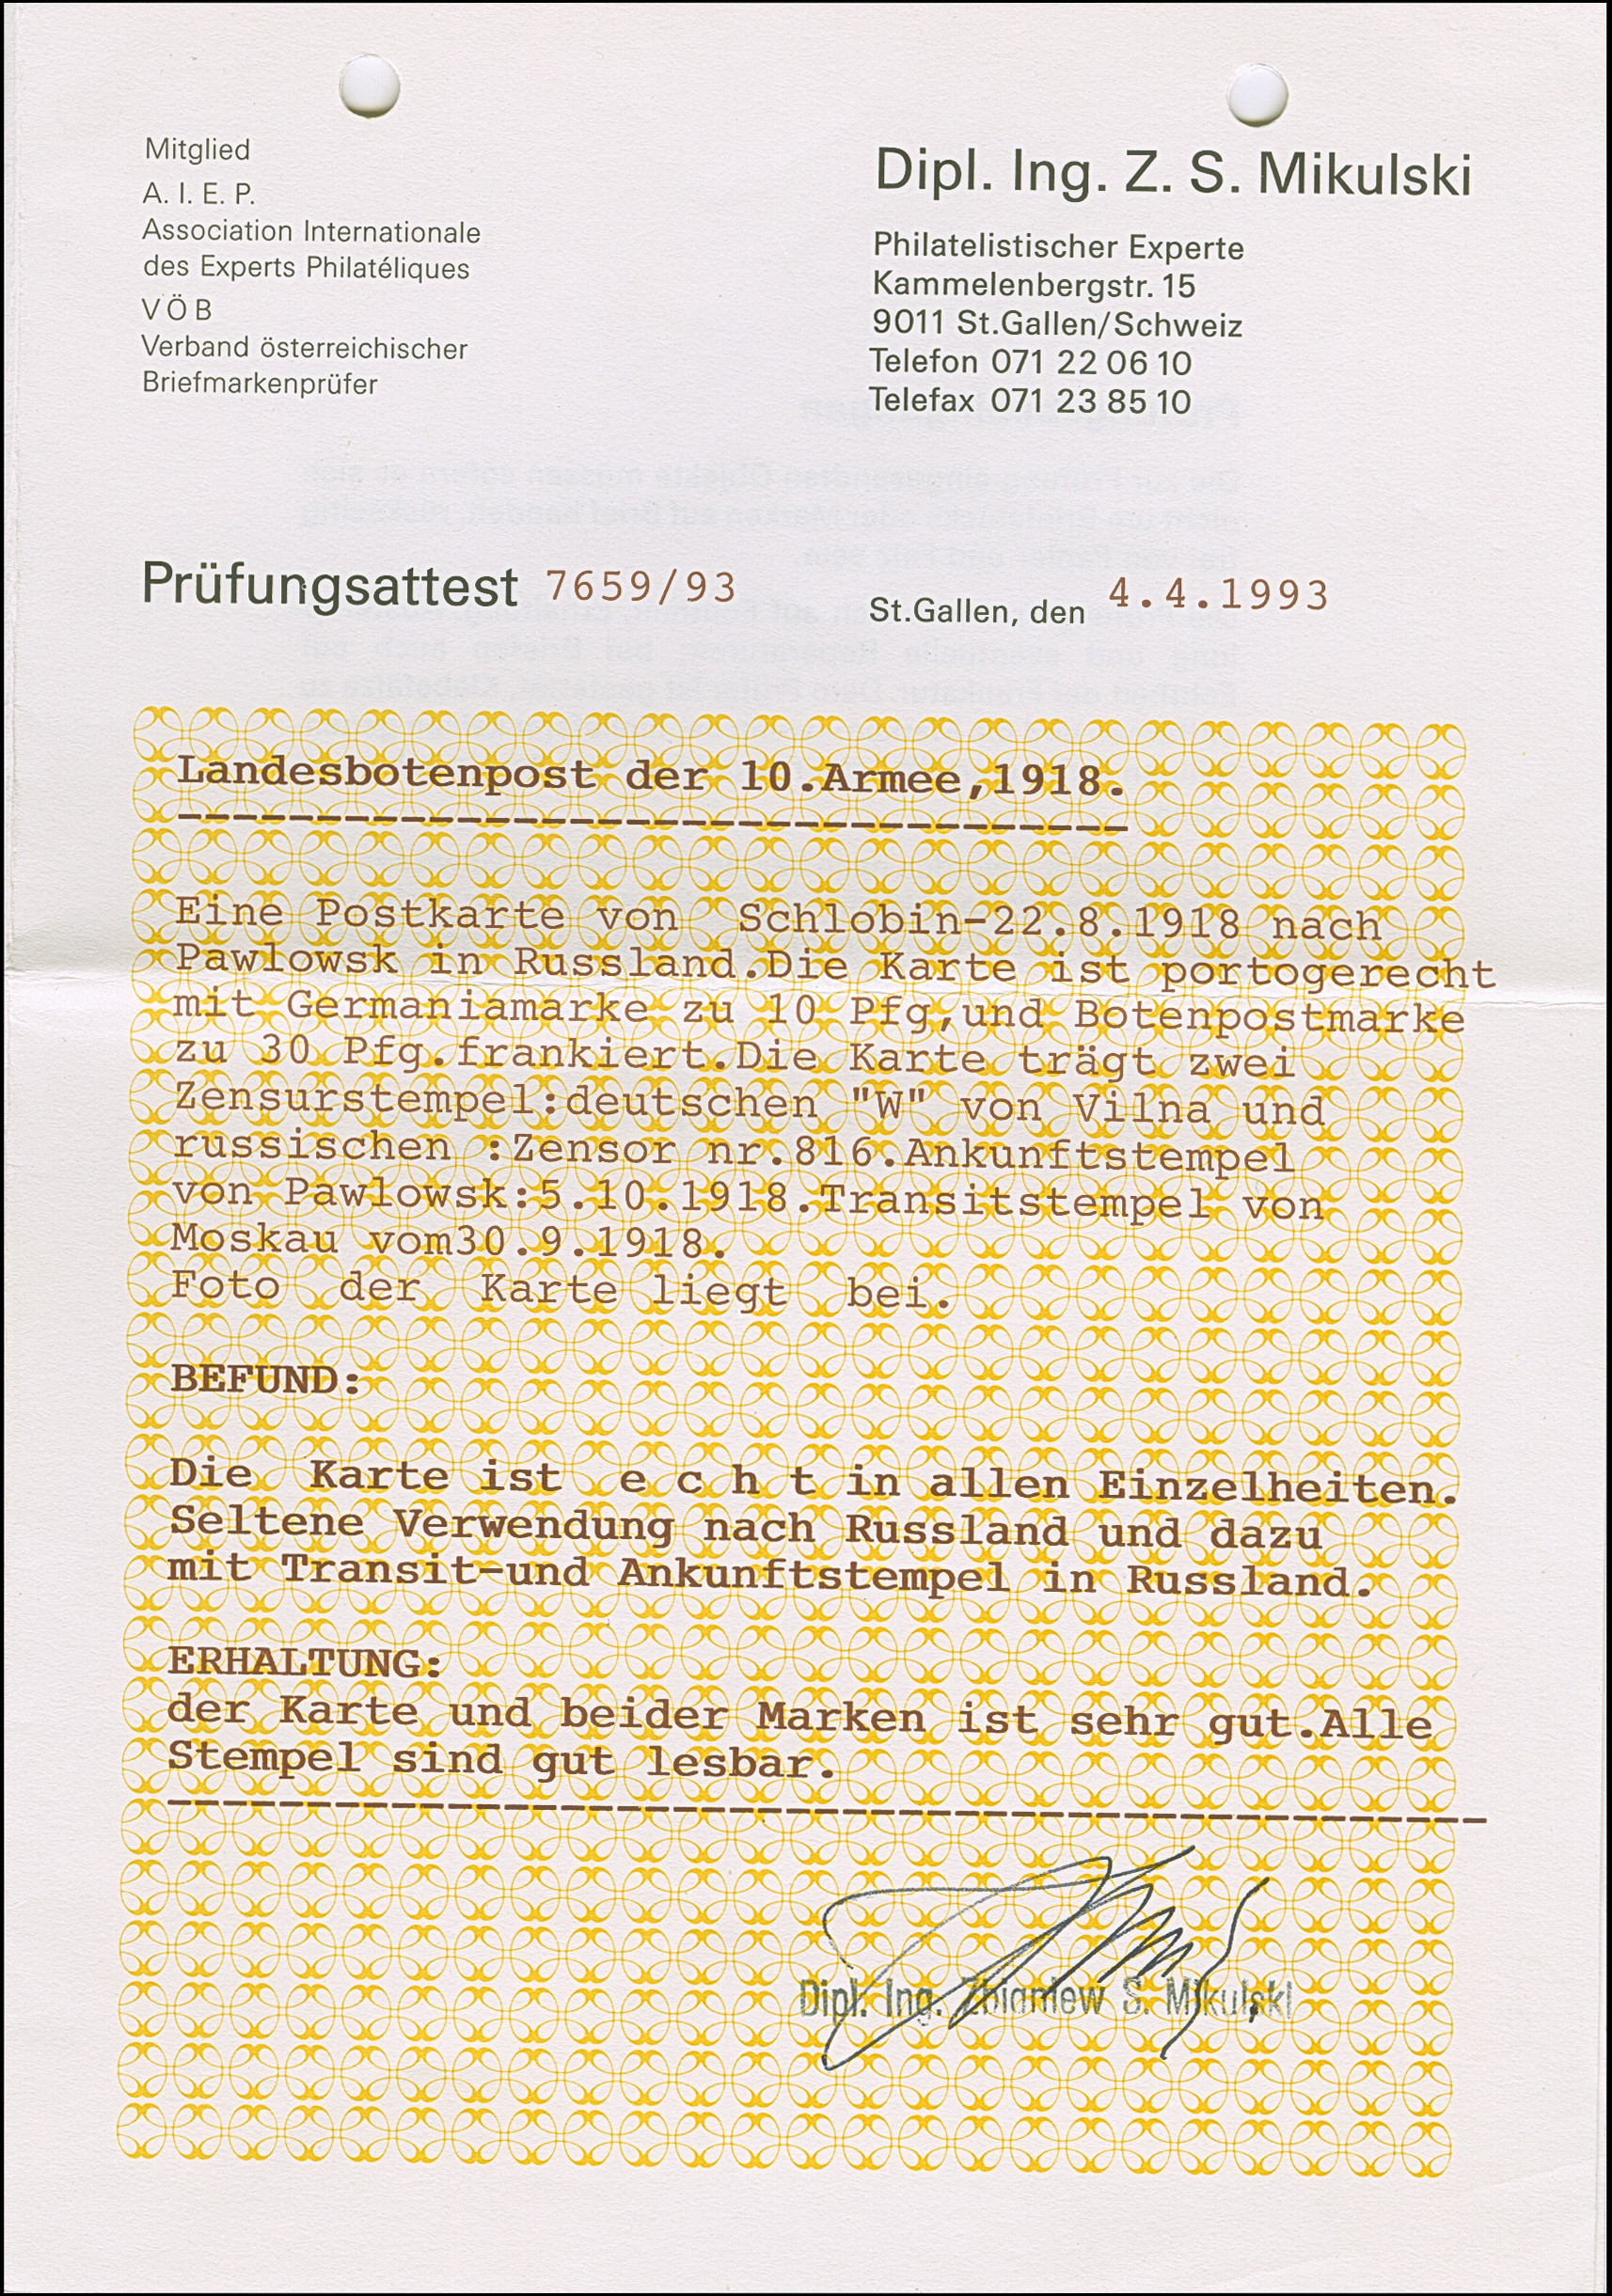 Mitglied
A. I. E. P.
Association Internationale
des Experts Philatéliques
VÖB
Verband österreichischer
Briefmarkenprüfer
Dipl. Ing. Z. S. Mikulski
Philatelistischer Experte
Kammelenbergstr. 15
9011 St.Gallen/Schweiz
Telefon 071 22 06 10
Telefax 071 23 85 10
Prüfungsattest 7659/93
St.Gallen, den 4.4.1993
Landesbotenpost der 10.Armee,1918.
Eine Postkarte von Schlobin-22.8.1918 nach
Pawlowsk in Russland.Die Karte ist portogerecht
mit Germaniamarke zu 10 Pfg,und Botenpostmarke
zu 30 Pfg.frankiert.Die Karte trägt zwei
Zensurstempel:deutschen "W" von Vilna und
russischen :Zensor nr.816.Ankunftstempel
von Pawlowsk:5.10.1918.Transitstempel von
Moskau vom30.9.1918.
Foto der Karte liegt bei.
BEFUND:
Die Karte ist e c h t in allen Einzelheiten.
Seltene Verwendung nach Russland und dazu
mit Transit-und Ankunftstempel in Russland.
ERHALTUNG:
der Karte und beider Marken ist sehr gut.Alle
Stempel sind gut lesbar.
Dipl. Ing. Zbigniew S. Mikulski